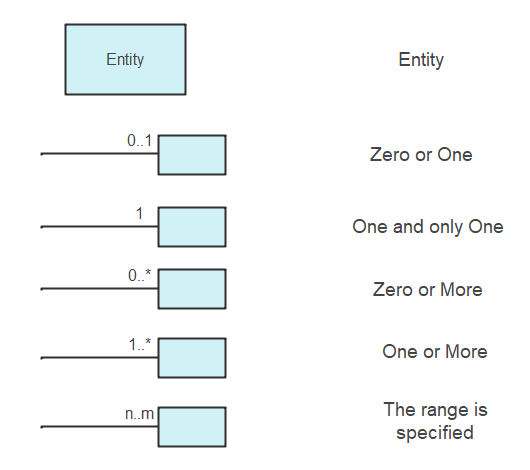 Entity Entity
0..1 Zero or One
1 One and only One
0..* Zero or More
1..* One or More
n..m The range is
specified